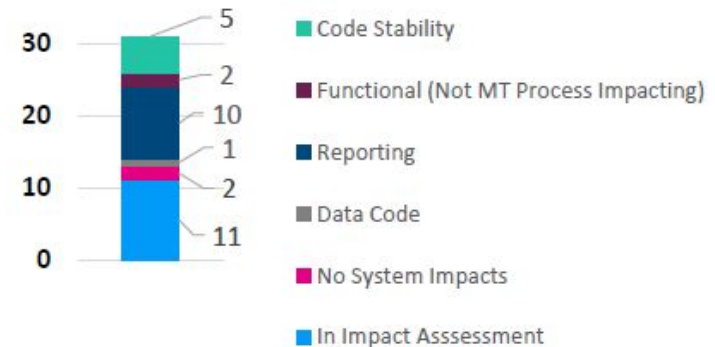 30
20
10
0
5
2
10
1
2
11
Code Stability
Functional (Not MT Process Impacting)
Reporting
Data Code
No System Impacts
In Impact Asssessment